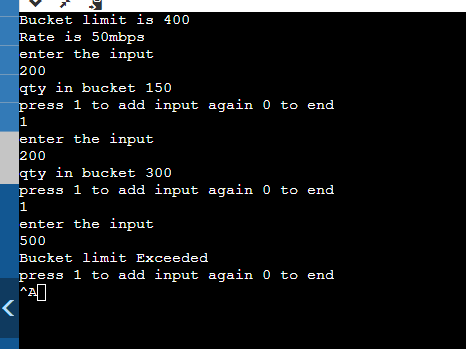 Bucket limit is 400
Rate is 50mbps
enter the input
200
qty in bucket 150
press 1 to add input again 0 to end
1
enter the input
200
qty in bucket 300
press 1 to add input again 0 to end
1
enter the input
500
Bucket limit Exceeded
press 1 to add input again 0 to end
^A